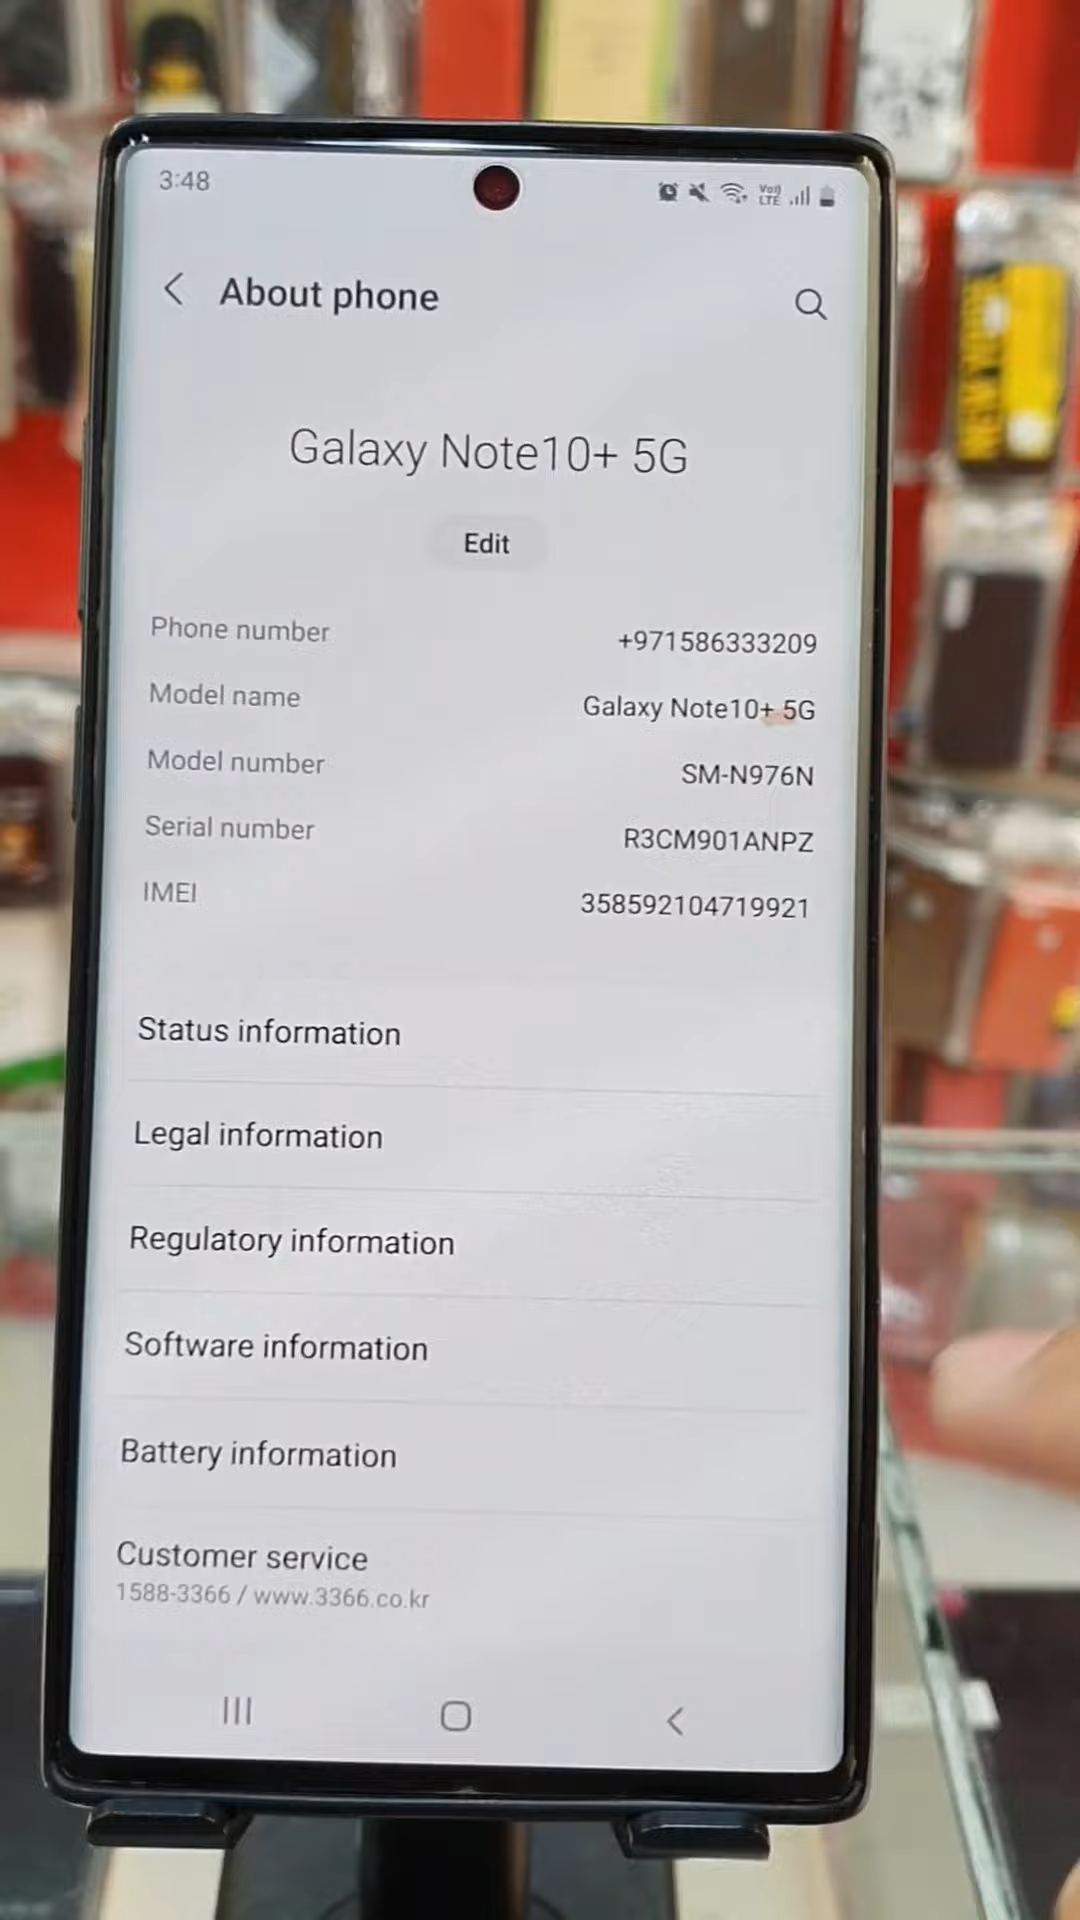 3:48
Vo)) LTE
About phone
Galaxy Note10+ 5G
Edit
Phone number +971586333209
Model name Galaxy Note10+ 5G
Model number SM-N976N
Serial number R3CM901ANPZ
IMEI 358592104719921
Status information
Legal information
Regulatory information
Software information
Battery information
Customer service
1588-3366 / www.3366.co.kr